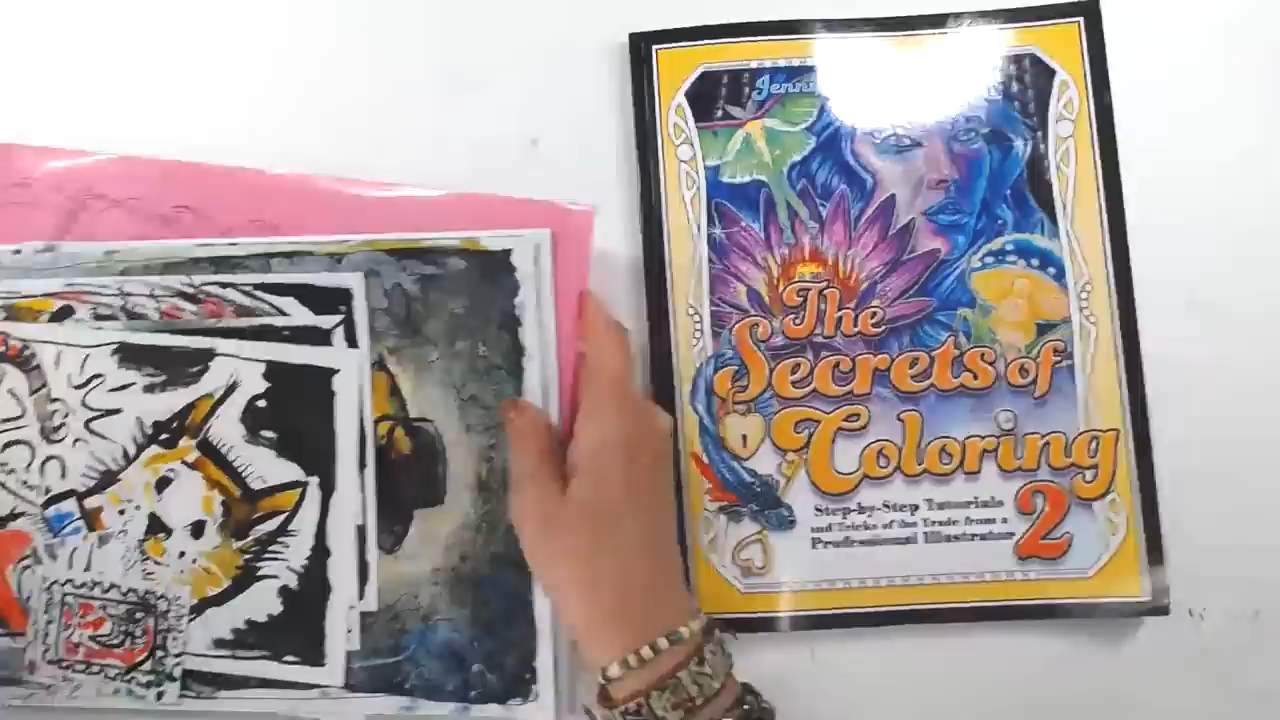 The
Secrets of
Coloring
2
Step-by-Step Tutorials
and Tricks of the Trade from a
Professional Illustrator